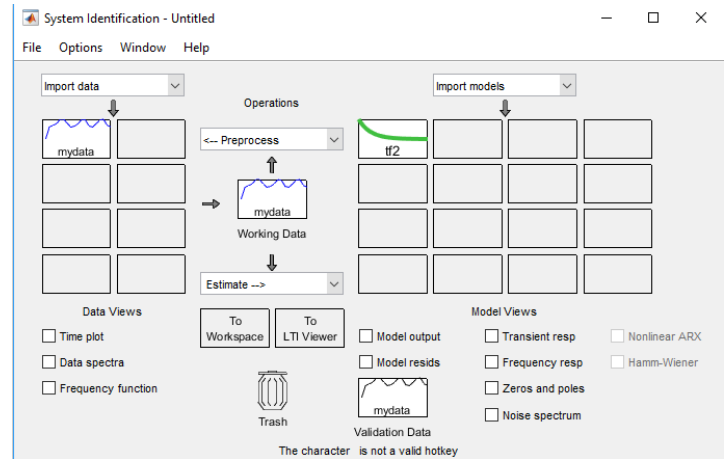 System Identification - Untitled
File Options Window Help
Import data
Import models
Operations
mydata
<-- Preprocess
tf2
mydata
Working Data
Estimate -->
Data Views
Model Views
Time plot
Data spectra
Frequency function
To Workspace
To LTI Viewer
Model output
Model resids
Transient resp
Frequency resp
Zeros and poles
Noise spectrum
Nonlinear ARX
Hamm-Wiener
Trash
mydata
Validation Data
The character is not a valid hotkey